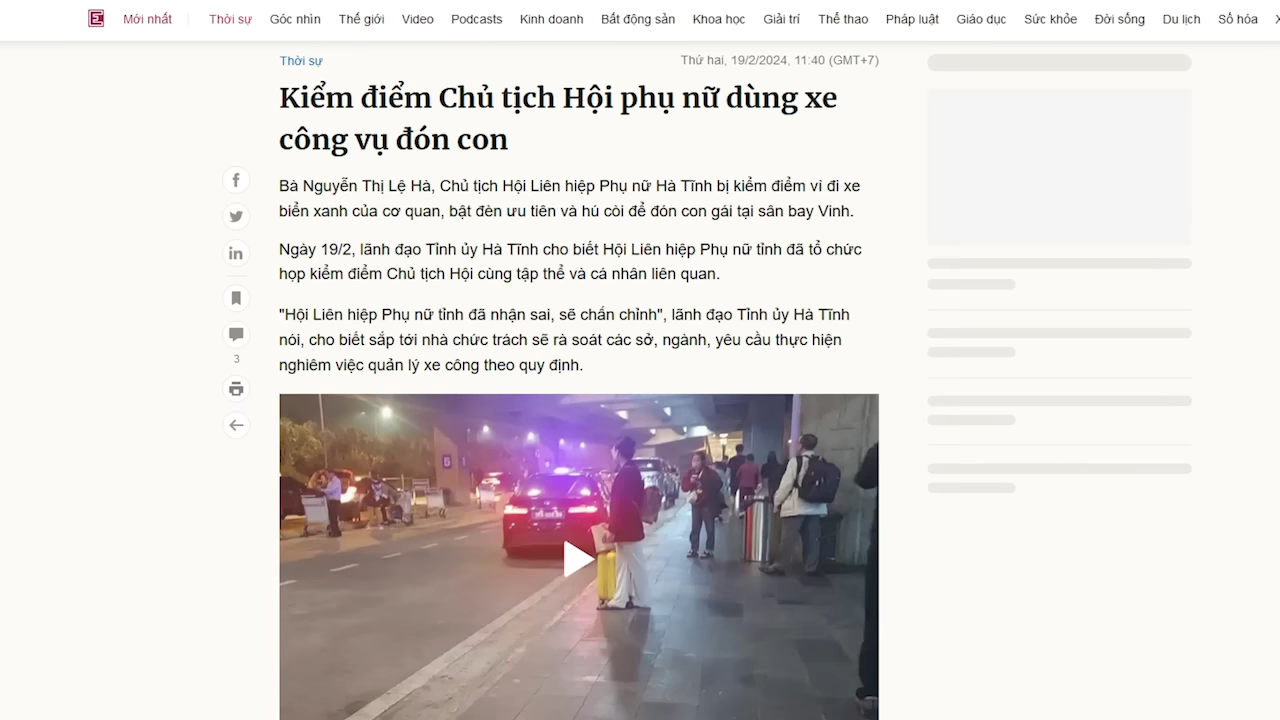 Mới nhất Thời sự Góc nhìn Thế giới Video Podcasts Kinh doanh Bất động sản Khoa học Giải trí Thể thao Pháp luật Giáo dục Sức khỏe Đời sống Du lịch Số hóa
Thời sự Thứ hai, 19/2/2024, 11:40 (GMT+7)
Kiểm điểm Chủ tịch Hội phụ nữ dùng xe
công vụ đón con
Bà Nguyễn Thị Lệ Hà, Chủ tịch Hội Liên hiệp Phụ nữ Hà Tĩnh bị kiểm điểm vì đi xe
biển xanh của cơ quan, bật đèn ưu tiên và hú còi để đón con gái tại sân bay Vinh.
Ngày 19/2, lãnh đạo Tỉnh ủy Hà Tĩnh cho biết Hội Liên hiệp Phụ nữ tỉnh đã tổ chức
họp kiểm điểm Chủ tịch Hội cùng tập thể và cá nhân liên quan.
"Hội Liên hiệp Phụ nữ tỉnh đã nhận sai, sẽ chấn chỉnh", lãnh đạo Tỉnh ủy Hà Tĩnh
nói, cho biết sắp tới nhà chức trách sẽ rà soát các sở, ngành, yêu cầu thực hiện
nghiêm việc quản lý xe công theo quy định.
3
5